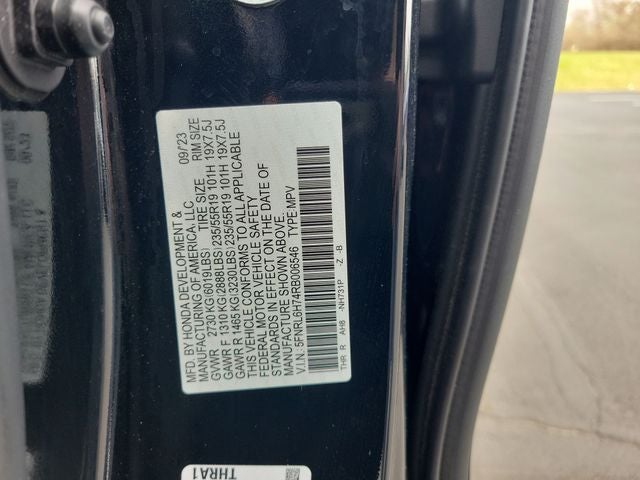 MFD. BY HONDA DEVELOPMENT &
MANUFACTURING OF AMERICA, LLC 09/23
TIRE SIZE RIM SIZE
GVWR 2730 KG(6019LBS)
GAWR F 1310 KG(2888LBS)235/55R19 101H 19X7.5J
GAWR R 1465 KG(3230LBS)235/55R19 101H 19X7.5J
THIS VEHICLE CONFORMS TO ALL APPLICABLE
FEDERAL MOTOR VEHICLE SAFETY
STANDARDS IN EFFECT ON THE DATE OF
MANUFACTURE SHOWN ABOVE.
V.I.N.: 5FNRL6H74RB006546 TYPE:MPV
THR R AH8 -NH731P -Z -B
THRA1